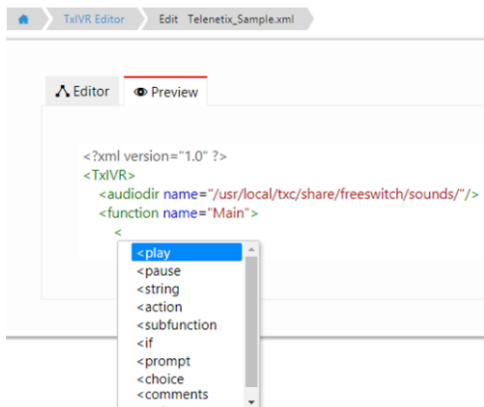 TxIVR Editor Edit Telenetix_Sample.xml
Editor Preview
<?xml version="1.0" ?>
<TxIVR>
<audiodir name="/usr/local/txc/share/freeswitch/sounds/"/>
<function name="Main">
<
<play
<pause
<string
<action
<subfunction
<if
<prompt
<choice
<comments